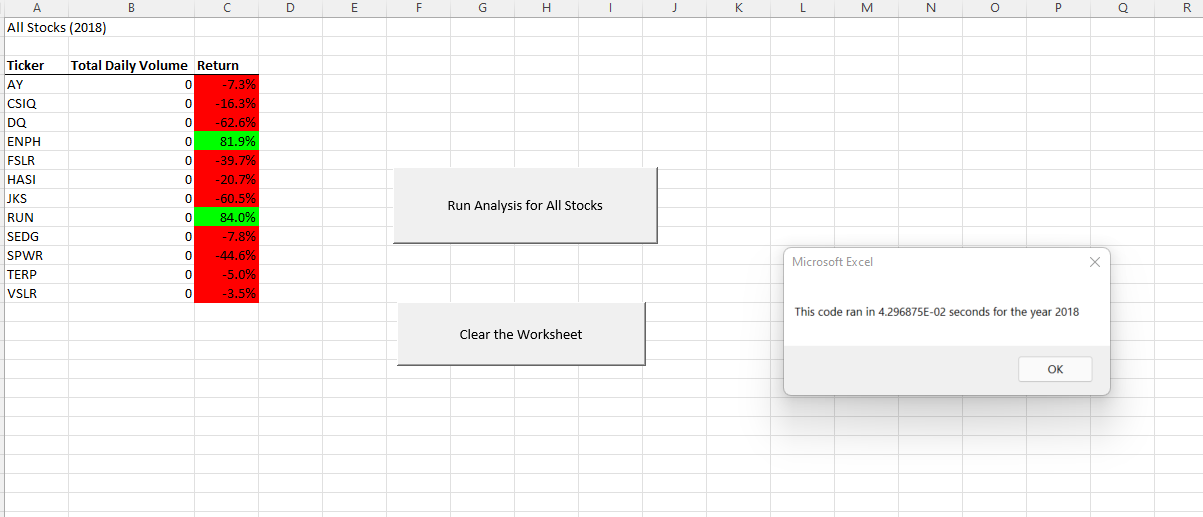 A B C D E F G H I J K L M N O P Q R
All Stocks (2018)
Ticker Total Daily Volume Return
AY 0 -7.3%
CSIQ 0 -16.3%
DQ 0 -62.6%
ENPH 0 81.9%
FSLR 0 -39.7%
HASI 0 -20.7%
JKS 0 -60.5%
RUN 0 84.0%
SEDG 0 -7.8%
SPWR 0 -44.6%
TERP 0 -5.0%
VSLR 0 -3.5%
Run Analysis for All Stocks
Clear the Worksheet
Microsoft Excel
This code ran in 4.296875E-02 seconds for the year 2018
OK